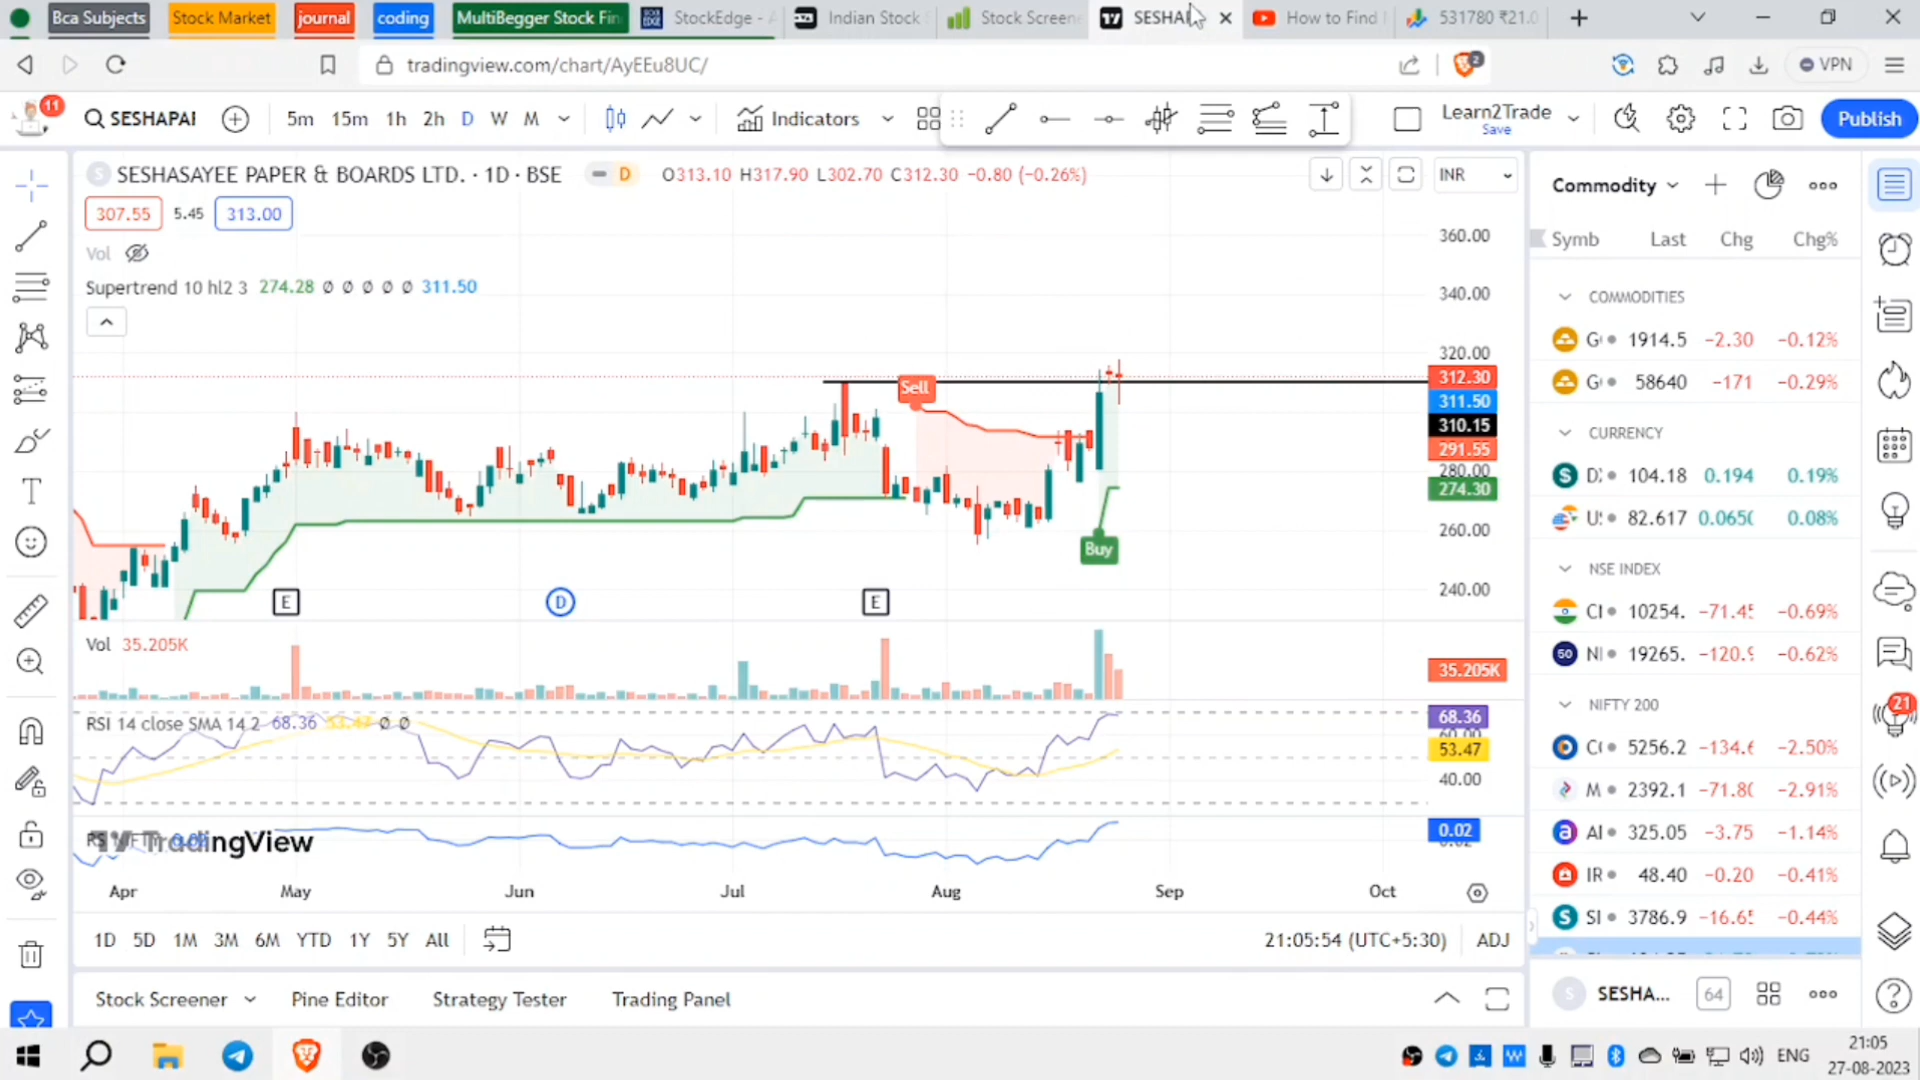 Bca Subjects Stock Market journal coding MultiBegger Stock Fin StockEdge - Indian Stock Stock Screen SESHA How to Find 531780 ₹21.0
tradingview.com/chart/AyEEu8UC/ 2 VPN
11 SESHAPAI 5m 15m 1h 2h D W M Indicators Learn2Trade Save Publish
SESHASAYEE PAPER & BOARDS LTD. · 1D · BSE D O313.10 H317.90 L302.70 C312.30 −0.80 (−0.26%) INR
307.55 5.45 313.00
Vol
Supertrend 10 hl2 3 274.28 Ø Ø Ø Ø Ø 311.50
360.00
340.00
320.00
312.30
311.50
310.15
291.55
280.00
274.30
260.00
240.00
Sell
Buy
E D E
Vol 35.205K
35.205K
RSI 14 close SMA 14 2 68.36 53.47 Ø Ø
68.36
60.00
53.47
40.00
TradingView
0.02
Apr May Jun Jul Aug Sep Oct
1D 5D 1M 3M 6M YTD 1Y 5Y All 21:05:54 (UTC+5:30) ADJ
Stock Screener Pine Editor Strategy Tester Trading Panel
Commodity
Symb Last Chg Chg%
COMMODITIES
G 1914.5 −2.30 −0.12%
G 58640 −171 −0.29%
CURRENCY
D 104.18 0.194 0.19%
U 82.617 0.065 0.08%
NSE INDEX
10254. −71.45 −0.69%
50 NI 19265. −120.9 −0.62%
NIFTY 200
5256.2 −134.6 −2.50%
M 2392.1 −71.80 −2.91%
325.05 −3.75 −1.14%
IR 48.40 −0.20 −0.41%
3786.9 −16.65 −0.44%
S SESHA... 64
21
ENG 21:05
27-08-2023